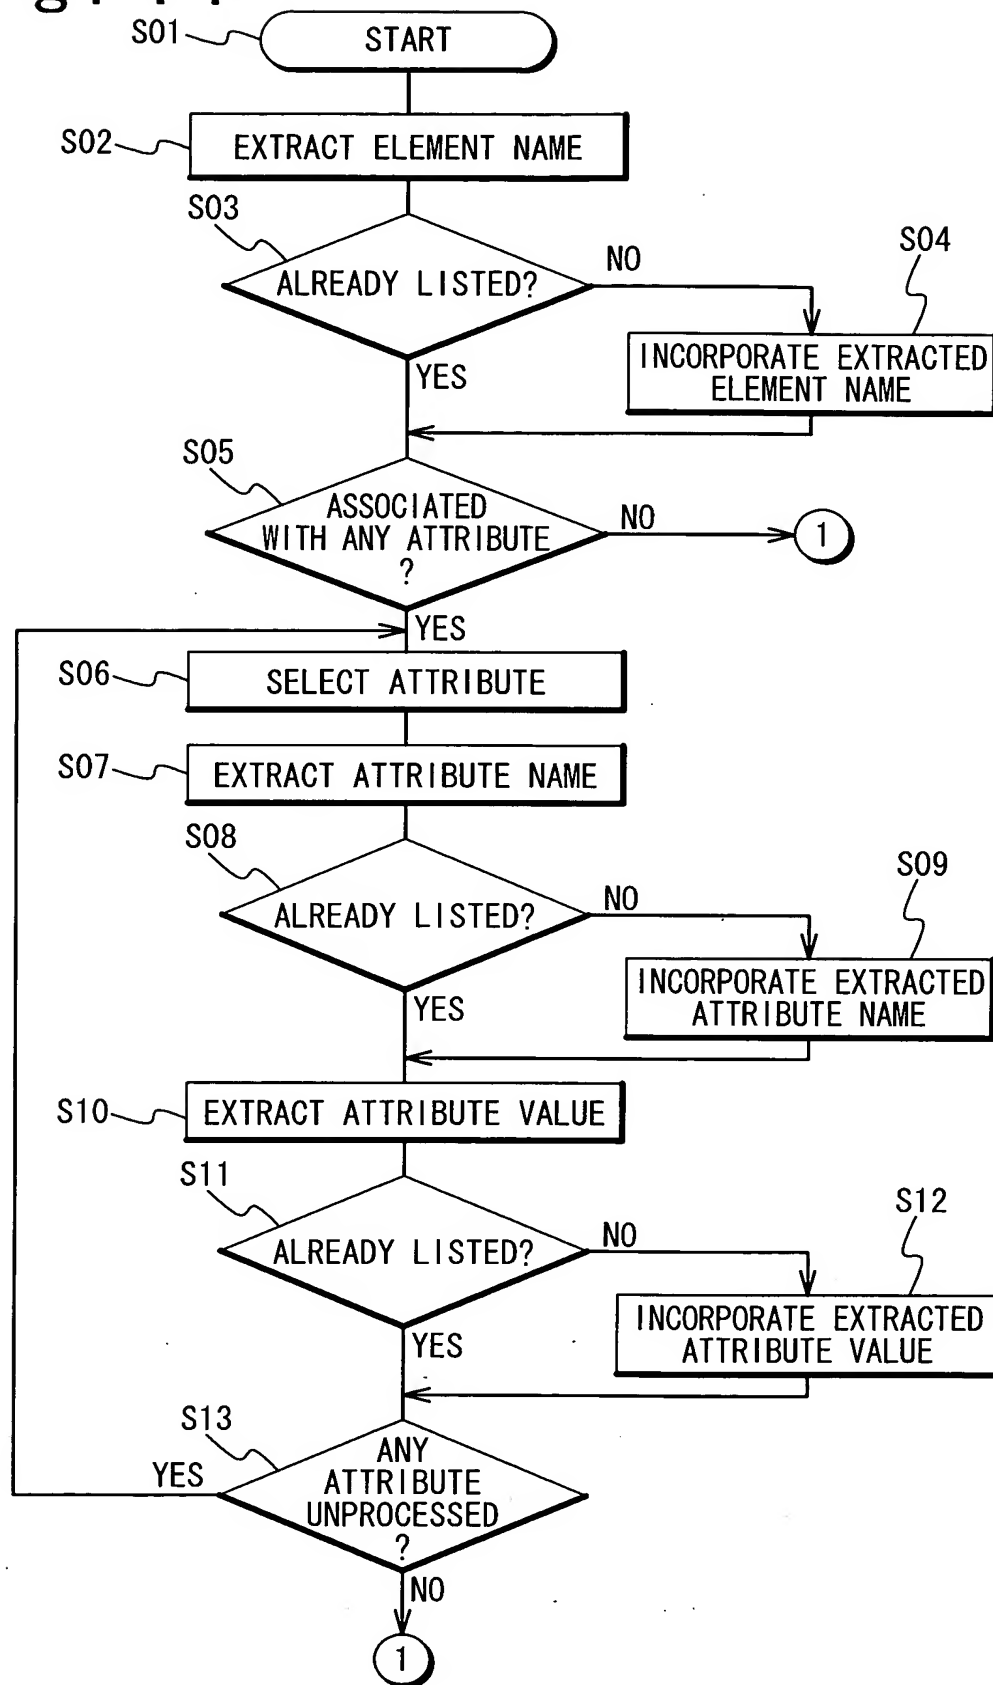 S01
START
S02
EXTRACT ELEMENT NAME
S03
ALREADY LISTED?
NO
S04
INCORPORATE EXTRACTED
ELEMENT NAME
YES
S05
ASSOCIATED
WITH ANY ATTRIBUTE
?
NO
1
YES
S06
SELECT ATTRIBUTE
S07
EXTRACT ATTRIBUTE NAME
S08
ALREADY LISTED?
NO
S09
INCORPORATE EXTRACTED
ATTRIBUTE NAME
YES
S10
EXTRACT ATTRIBUTE VALUE
S11
ALREADY LISTED?
NO
S12
INCORPORATE EXTRACTED
ATTRIBUTE VALUE
YES
S13
ANY
ATTRIBUTE
UNPROCESSED
?
YES
NO
1